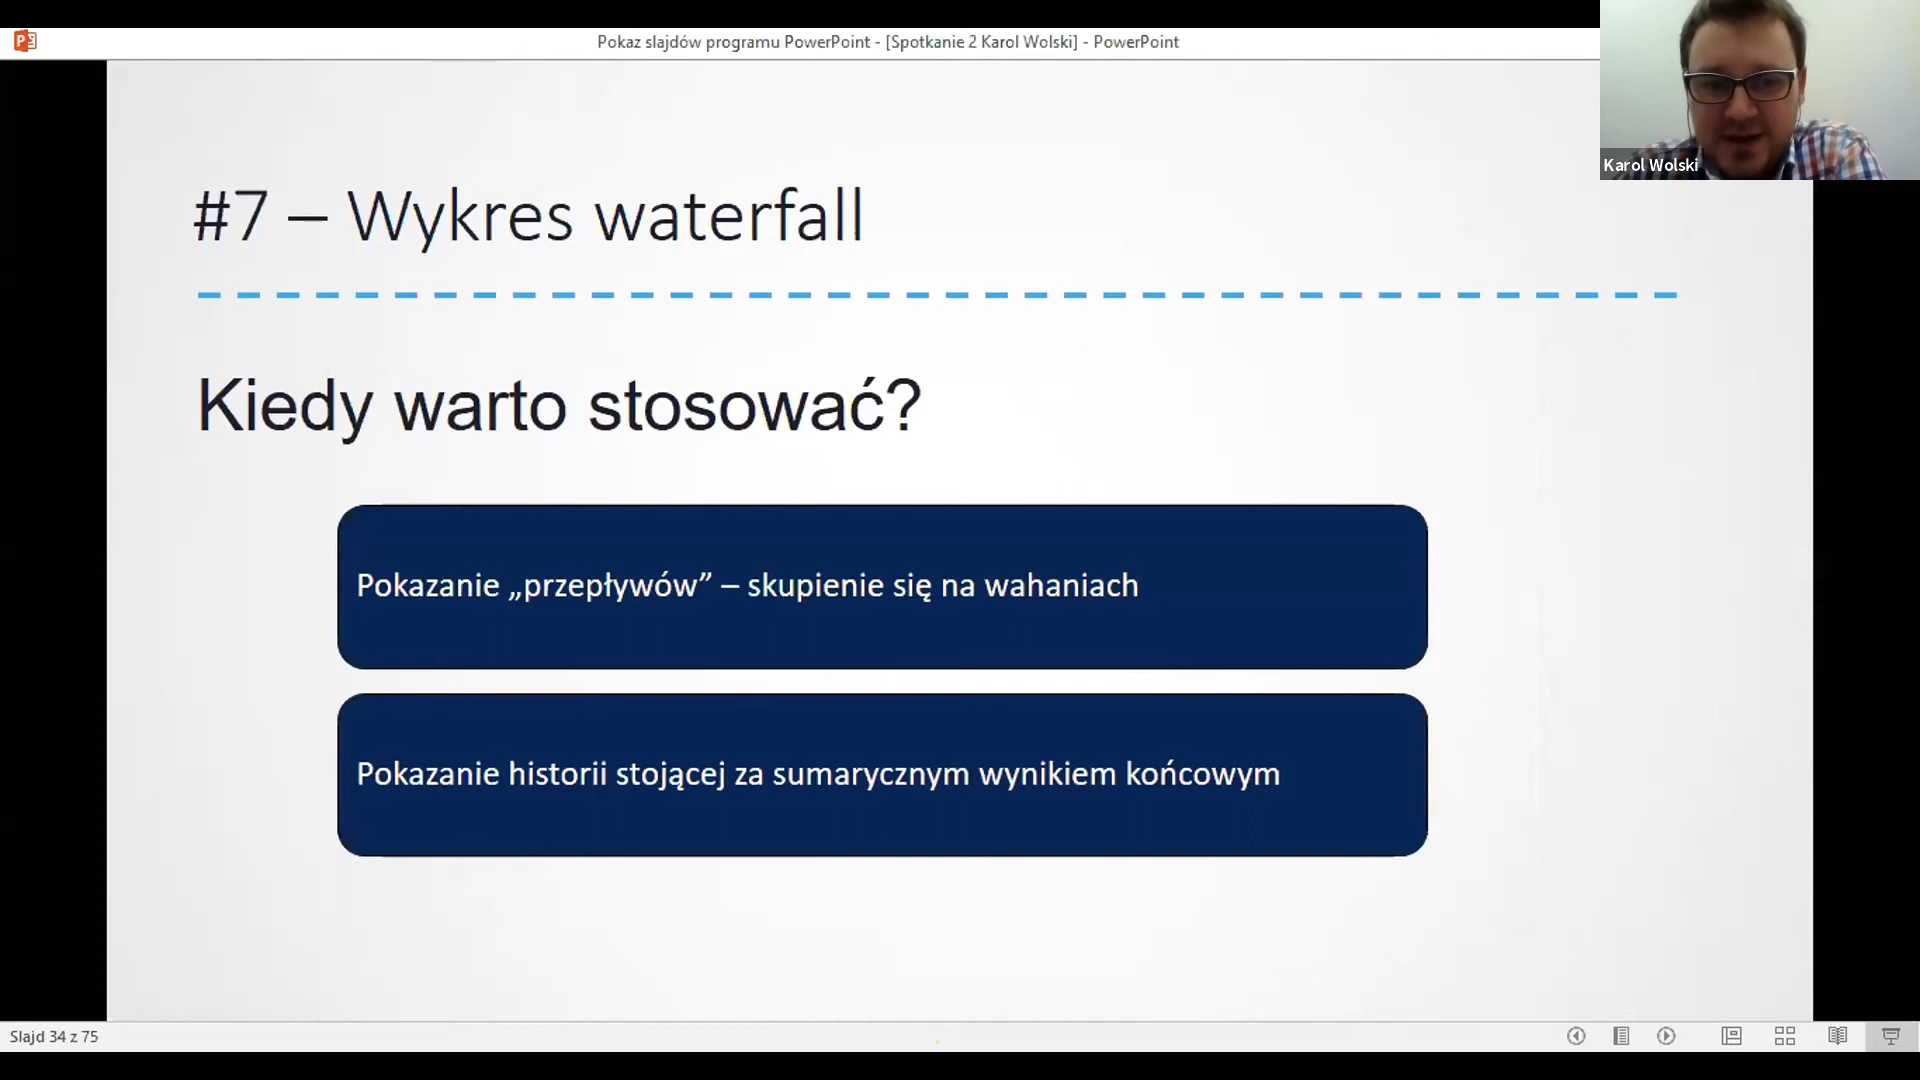 Pokaz slajdów programu PowerPoint - [Spotkanie 2 Karol Wolski] - PowerPoint
Karol Wolski
#7 – Wykres waterfall
Kiedy warto stosować?
Pokazanie „przepływów” – skupienie się na wahaniach
Pokazanie historii stojącej za sumarycznym wynikiem końcowym
Slajd 34 z 75